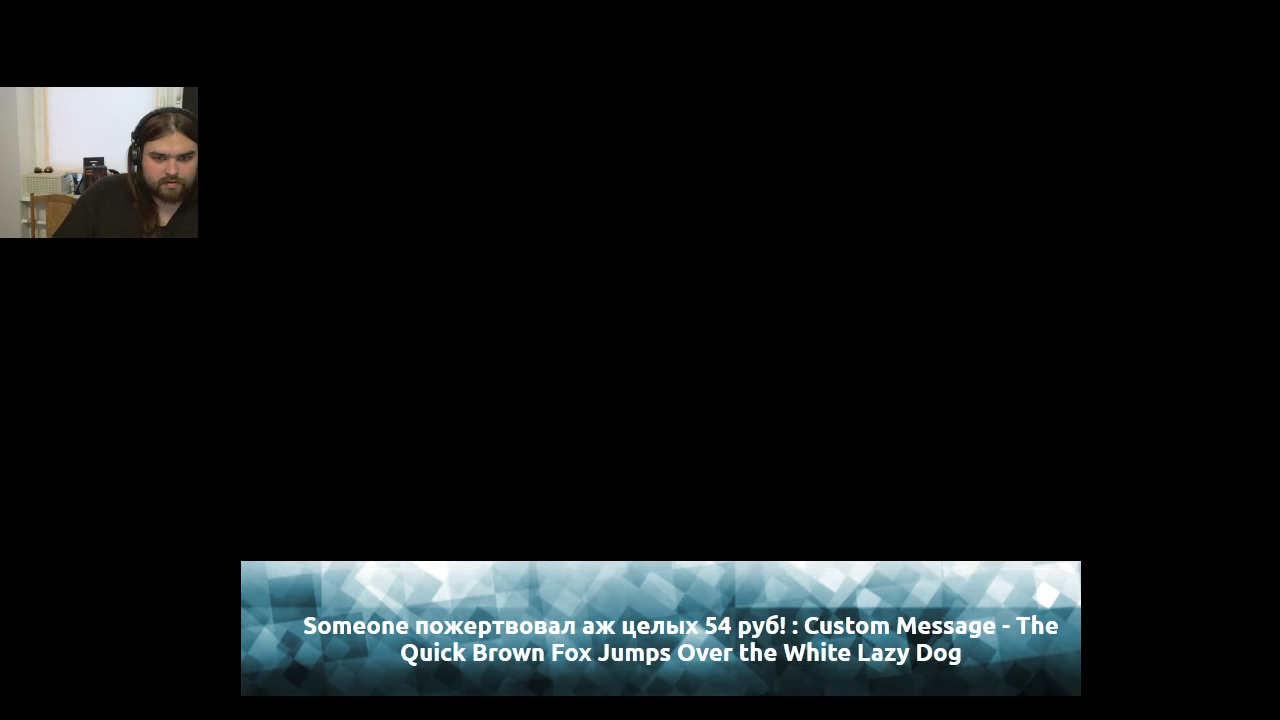 Someone пожертвовал аж целых 54 руб! : Custom Message - The
Quick Brown Fox Jumps Over the White Lazy Dog